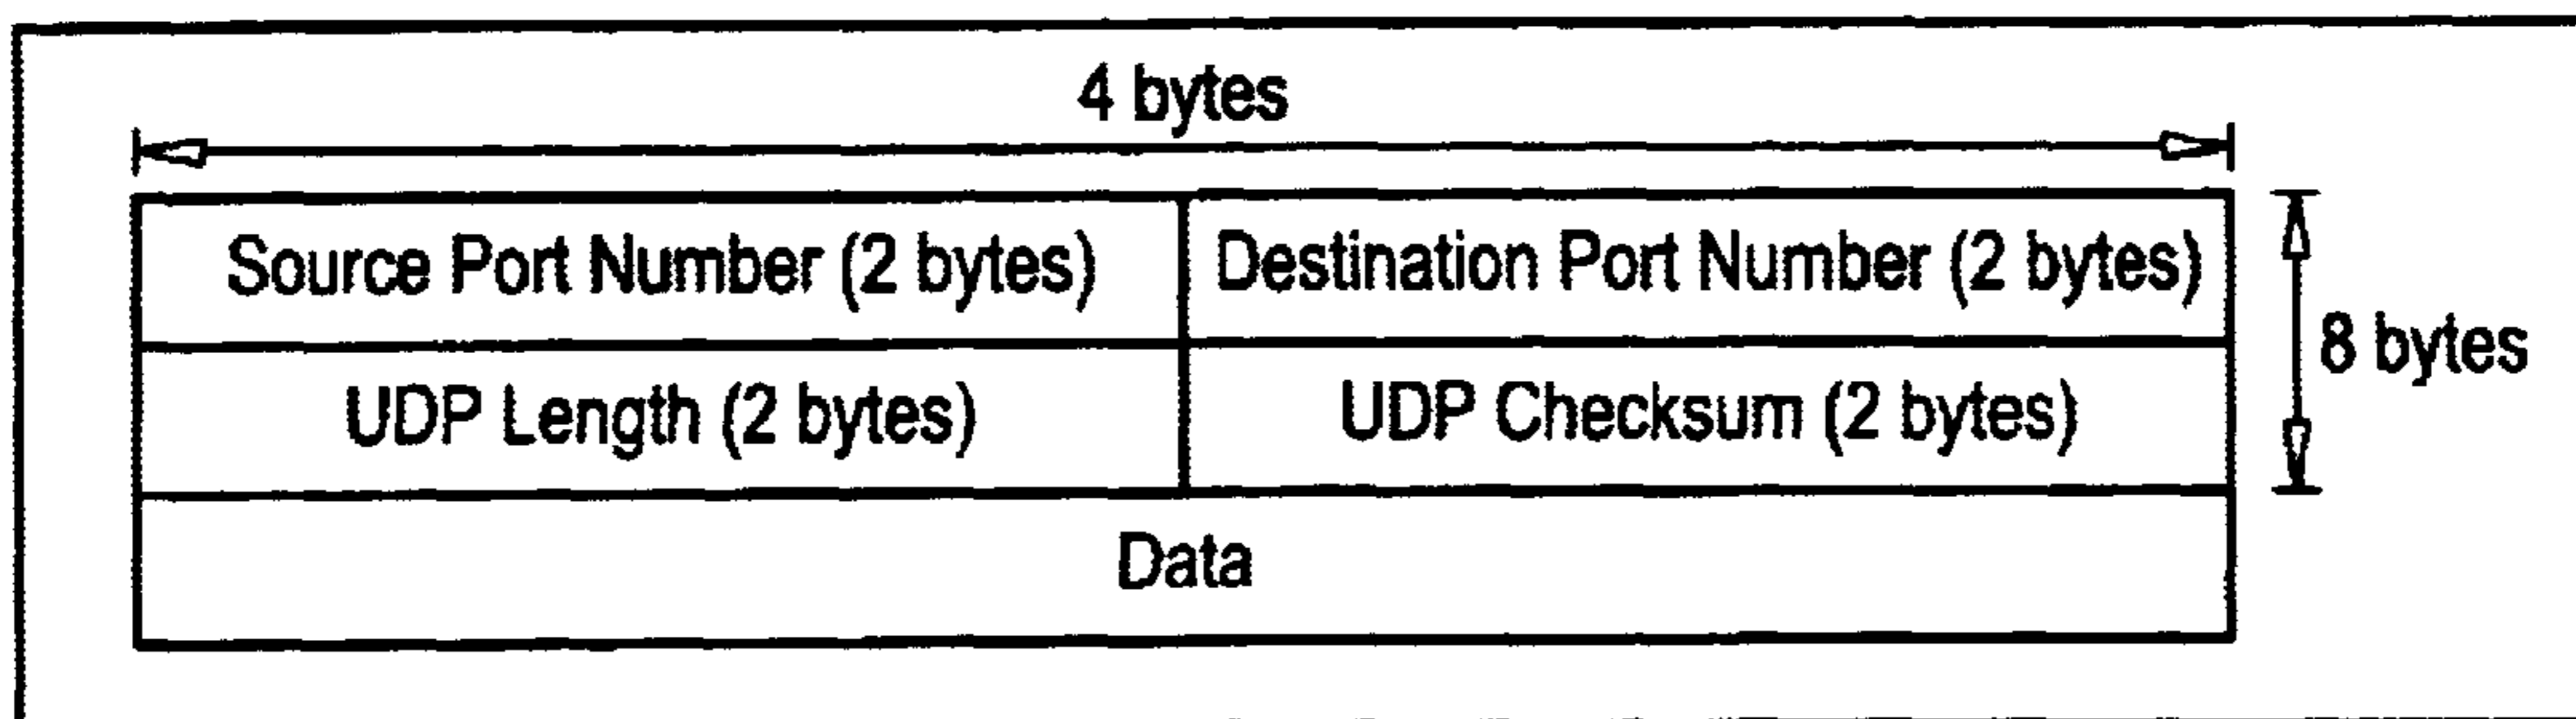 4 bytes
Source Port Number (2 bytes) Destination Port Number (2 bytes)
8 bytes
UDP Length (2 bytes) UDP Checksum (2 bytes)
Data